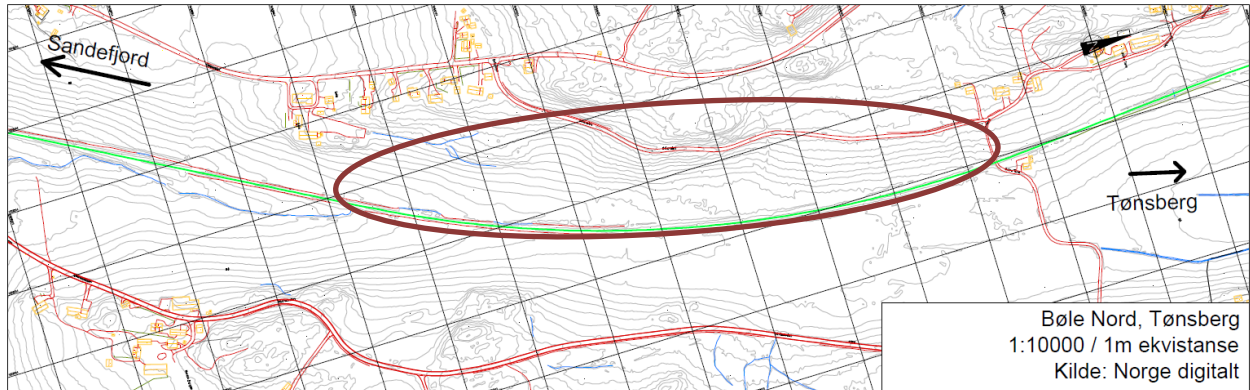 Sandefjord
Tønsberg
Bøle Nord, Tønsberg
1:10000 / 1m ekvistanse
Kilde: Norge digitalt